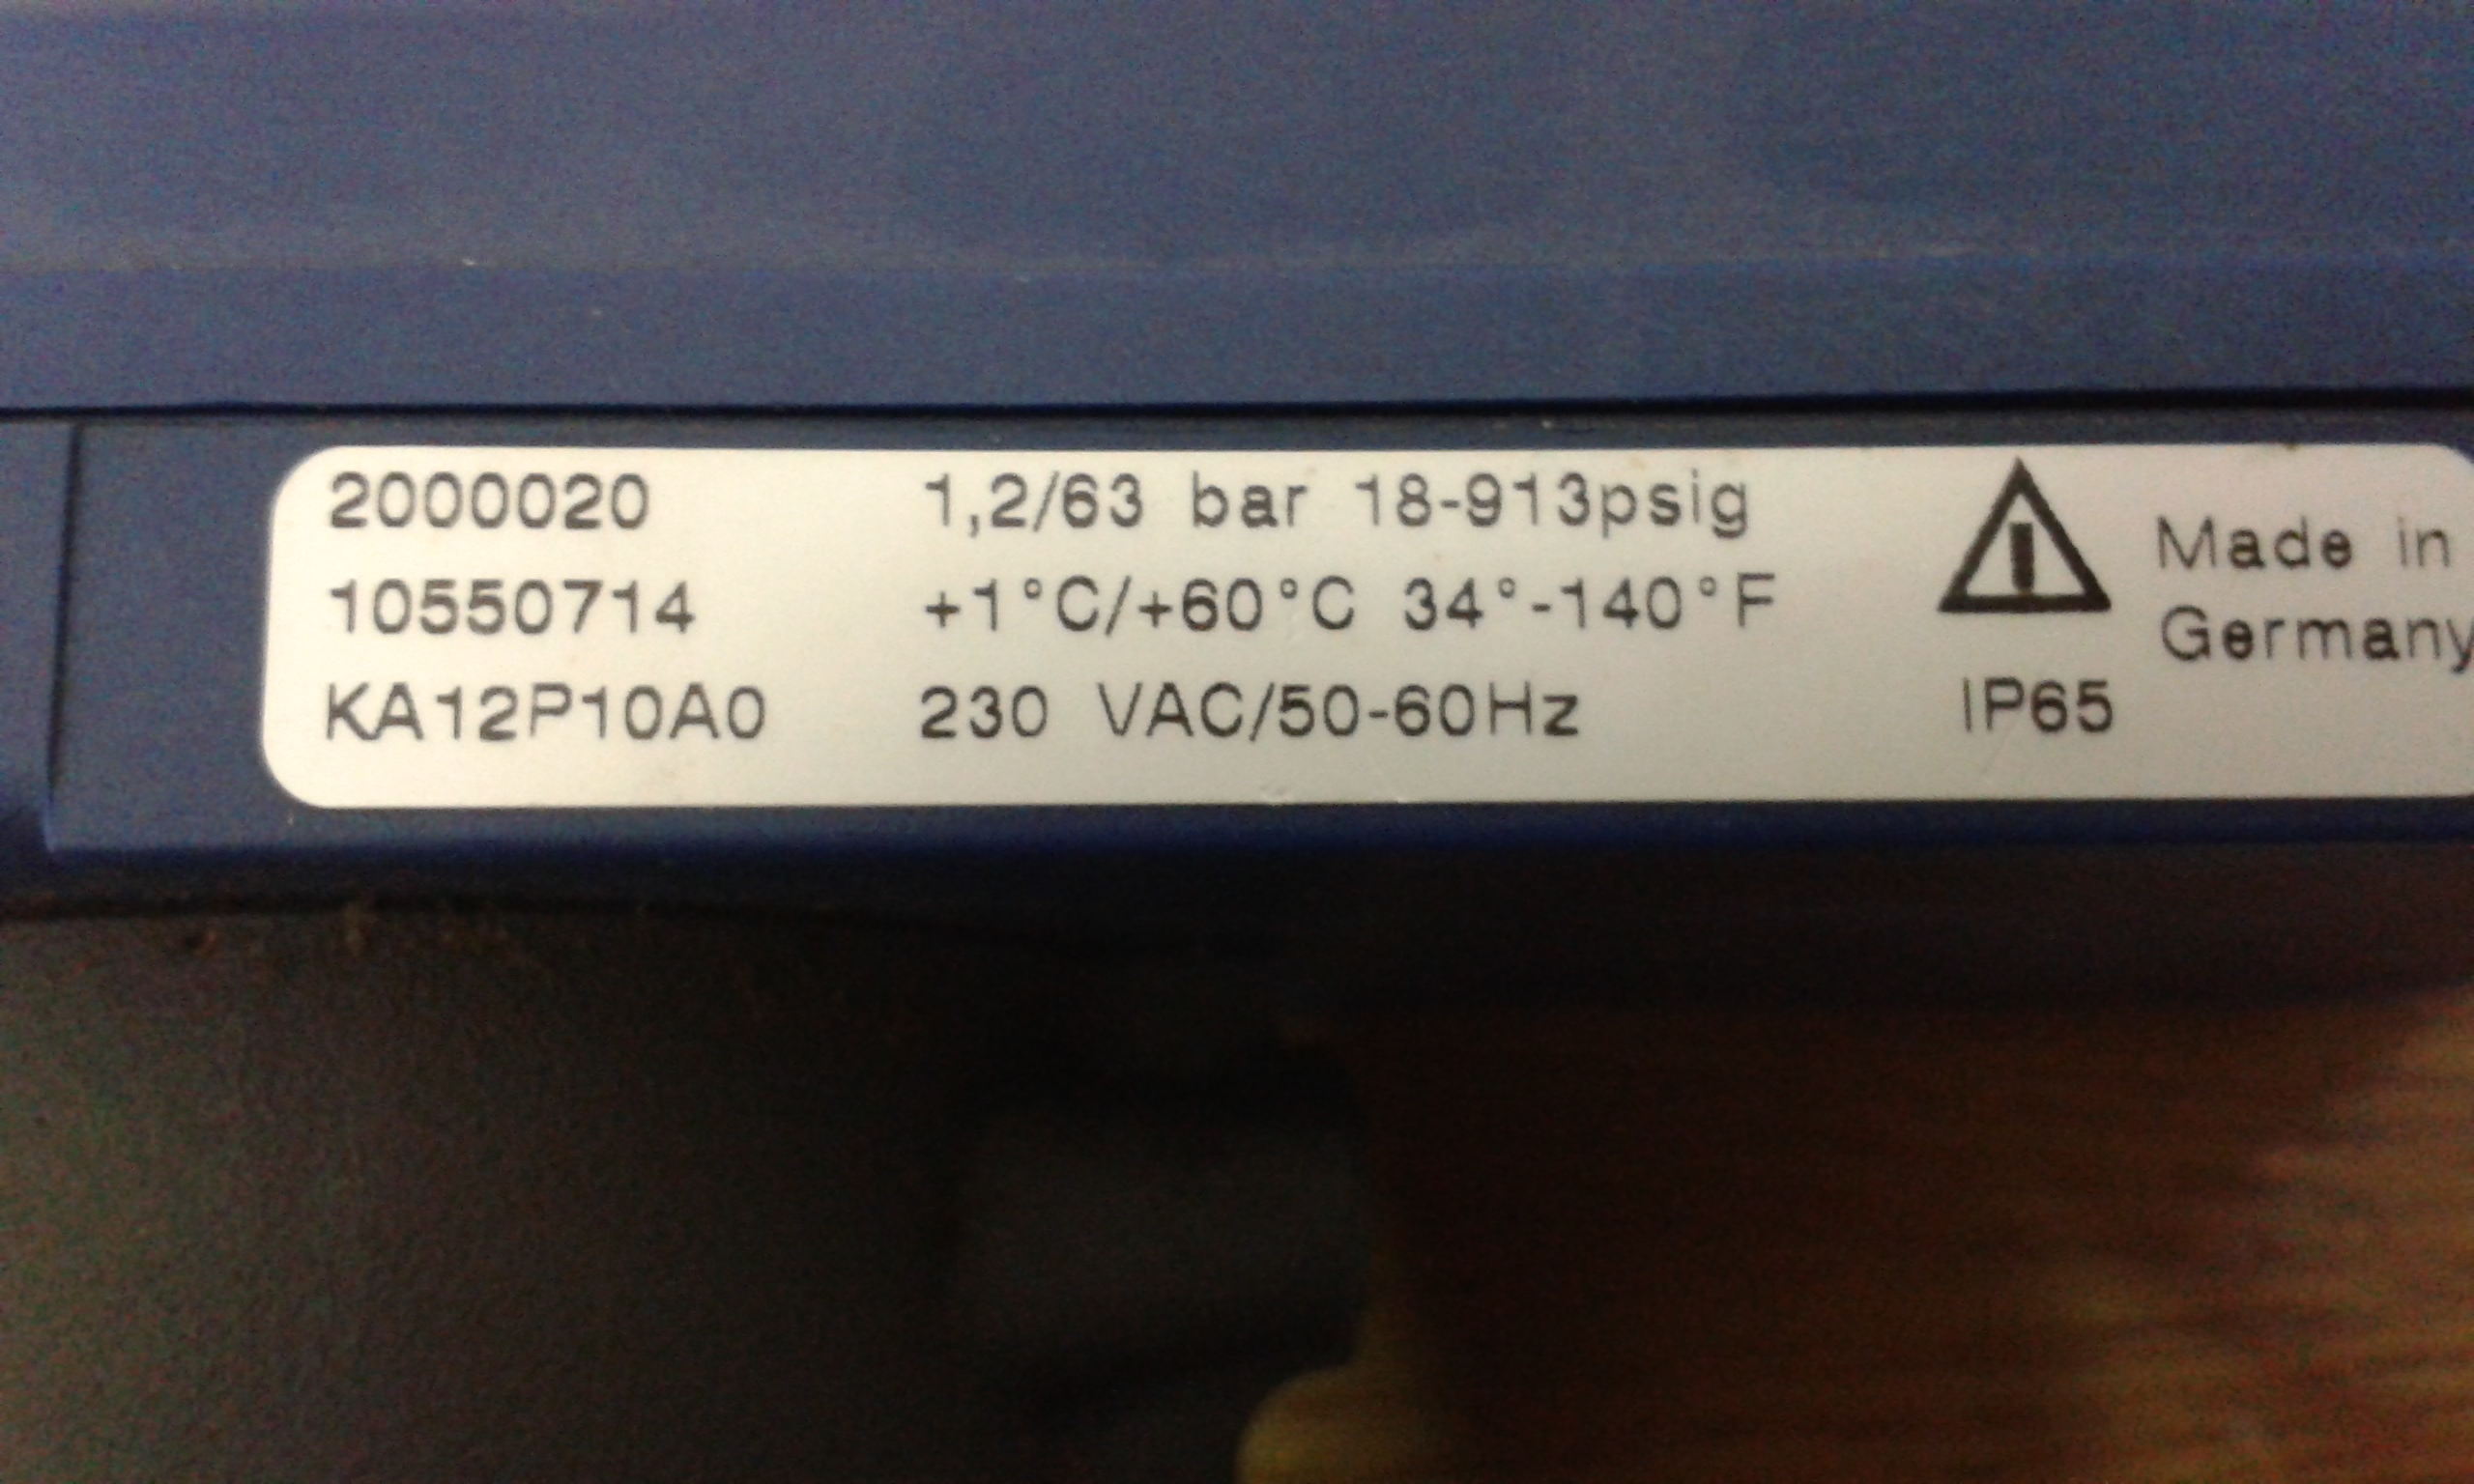 2000020 1,2/63 bar 18-913psig
10550714 +1°C/+60°C 34°-140°F
KA12P10A0 230 VAC/50-60Hz
Made in
Germany
IP65